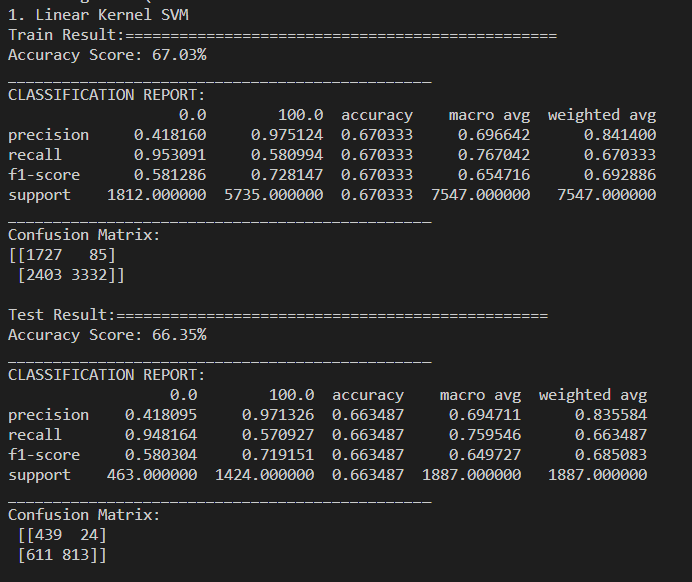 1. Linear Kernel SVM
Train Result:================================================
Accuracy Score: 67.03%
_______________________________________________
CLASSIFICATION REPORT:
0.0 100.0 accuracy macro avg weighted avg
precision 0.418160 0.975124 0.670333 0.696642 0.841400
recall 0.953091 0.580994 0.670333 0.767042 0.670333
f1-score 0.581286 0.728147 0.670333 0.654716 0.692886
support 1812.000000 5735.000000 0.670333 7547.000000 7547.000000
_______________________________________________
Confusion Matrix:
[[1727 85]
[2403 3332]]
Test Result:================================================
Accuracy Score: 66.35%
_______________________________________________
CLASSIFICATION REPORT:
0.0 100.0 accuracy macro avg weighted avg
precision 0.418095 0.971326 0.663487 0.694711 0.835584
recall 0.948164 0.570927 0.663487 0.759546 0.663487
f1-score 0.580304 0.719151 0.663487 0.649727 0.685083
support 463.000000 1424.000000 0.663487 1887.000000 1887.000000
_______________________________________________
Confusion Matrix:
[[439 24]
[611 813]]